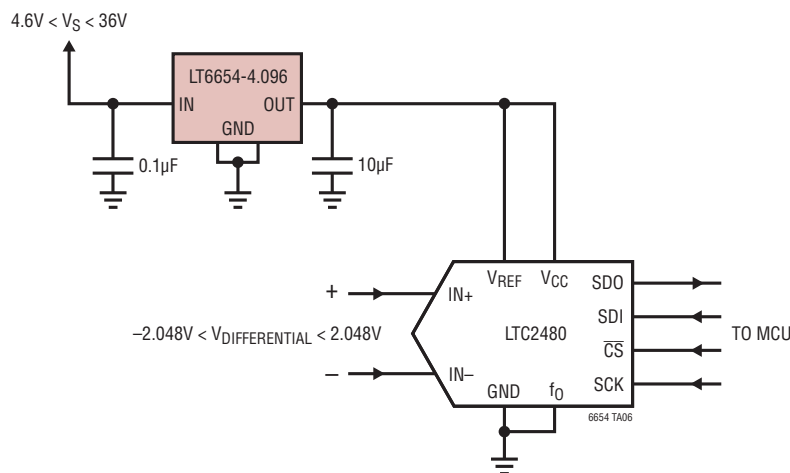 4.6V < VS < 36V
LT6654-4.096
IN OUT
GND
0.1µF
10µF
VREF VCC
SDO
+
IN+
SDI
–2.048V < VDIFFERENTIAL < 2.048V
LTC2480
TO MCU
CS
–
IN–
SCK
GND fO
6654 TA06